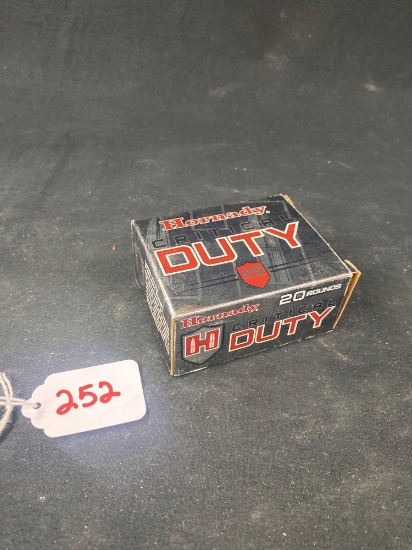 Hornady
CRITICAL
DUTY
Hornady
20 ROUNDS
CRITICAL
DUTY
H
252